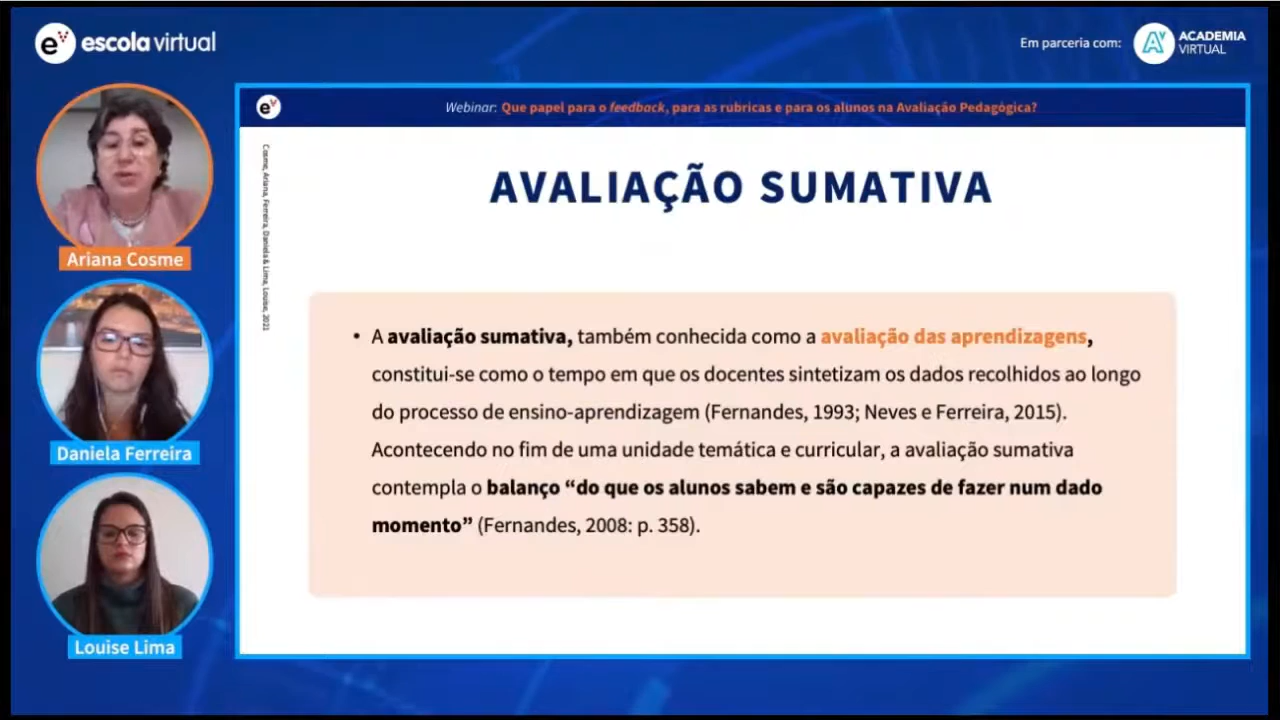 escola virtual
Em parceria com:
ACADEMIA
VIRTUAL
Webinar: Que papel para o feedback, para as rubricas e para os alunos na Avaliação Pedagógica?
Cosme, Ariana, Ferreira, Daniela & Lima, Louise, 2021
AVALIAÇÃO SUMATIVA
• A avaliação sumativa, também conhecida como a avaliação das aprendizagens,
constitui-se como o tempo em que os docentes sintetizam os dados recolhidos ao longo
do processo de ensino-aprendizagem (Fernandes, 1993; Neves e Ferreira, 2015).
Acontecendo no fim de uma unidade temática e curricular, a avaliação sumativa
contempla o balanço “do que os alunos sabem e são capazes de fazer num dado
momento” (Fernandes, 2008: p. 358).
Ariana Cosme
Daniela Ferreira
Louise Lima